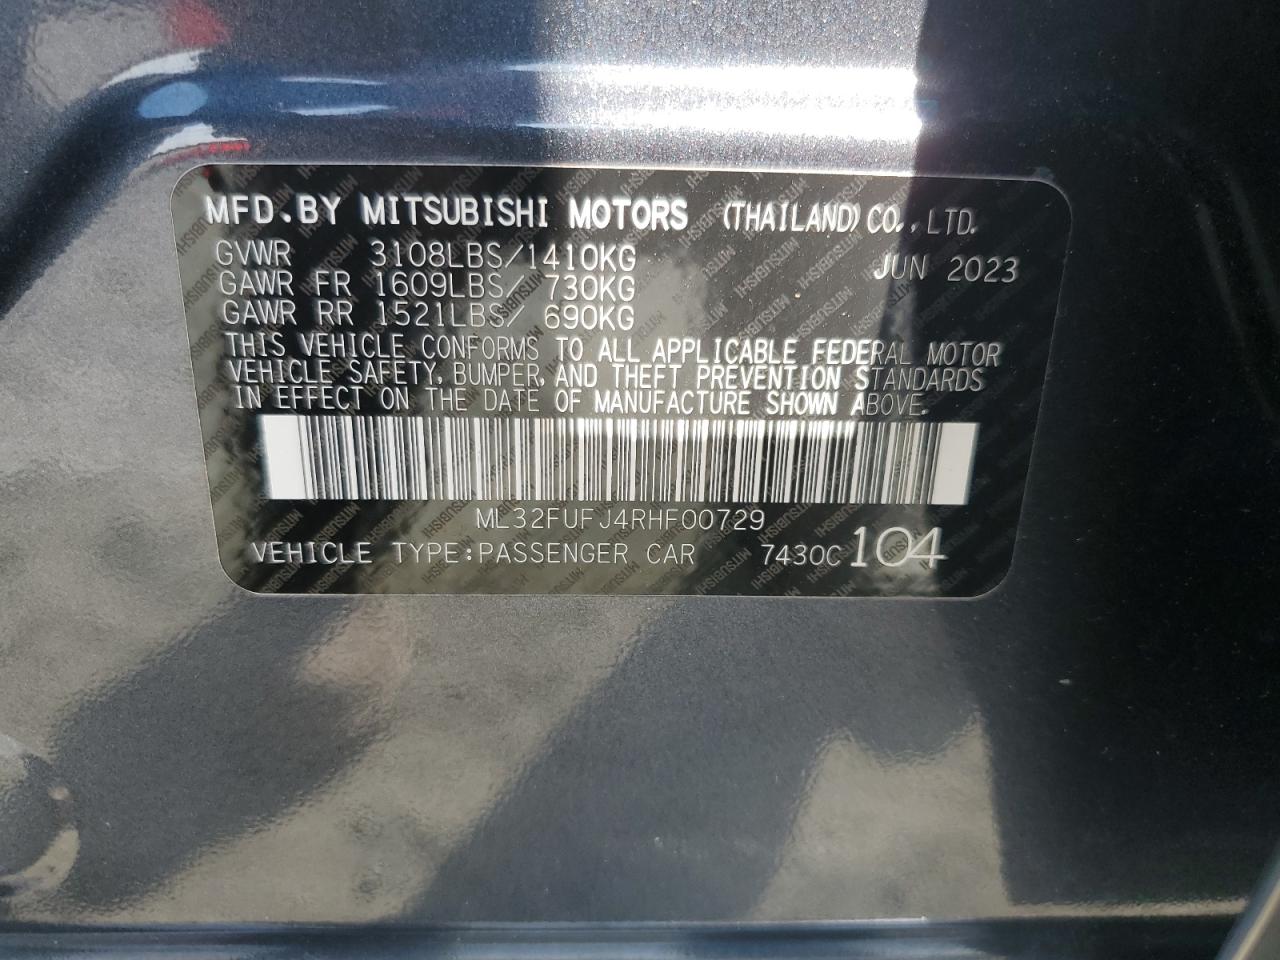 MFD.BY MITSUBISHI MOTORS (THAILAND)CO.,LTD.
GVWR 3108LBS/1410KG JUN 2023
GAWR FR 1609LBS/ 730KG
GAWR RR 1521LBS/ 690KG
THIS VEHICLE CONFORMS TO ALL APPLICABLE FEDERAL MOTOR
VEHICLE SAFETY, BUMPER, AND THEFT PREVENTION STANDARDS
IN EFFECT ON THE DATE OF MANUFACTURE SHOWN ABOVE.
ML32FUFJ4RHF00729
VEHICLE TYPE:PASSENGER CAR 7430C 104